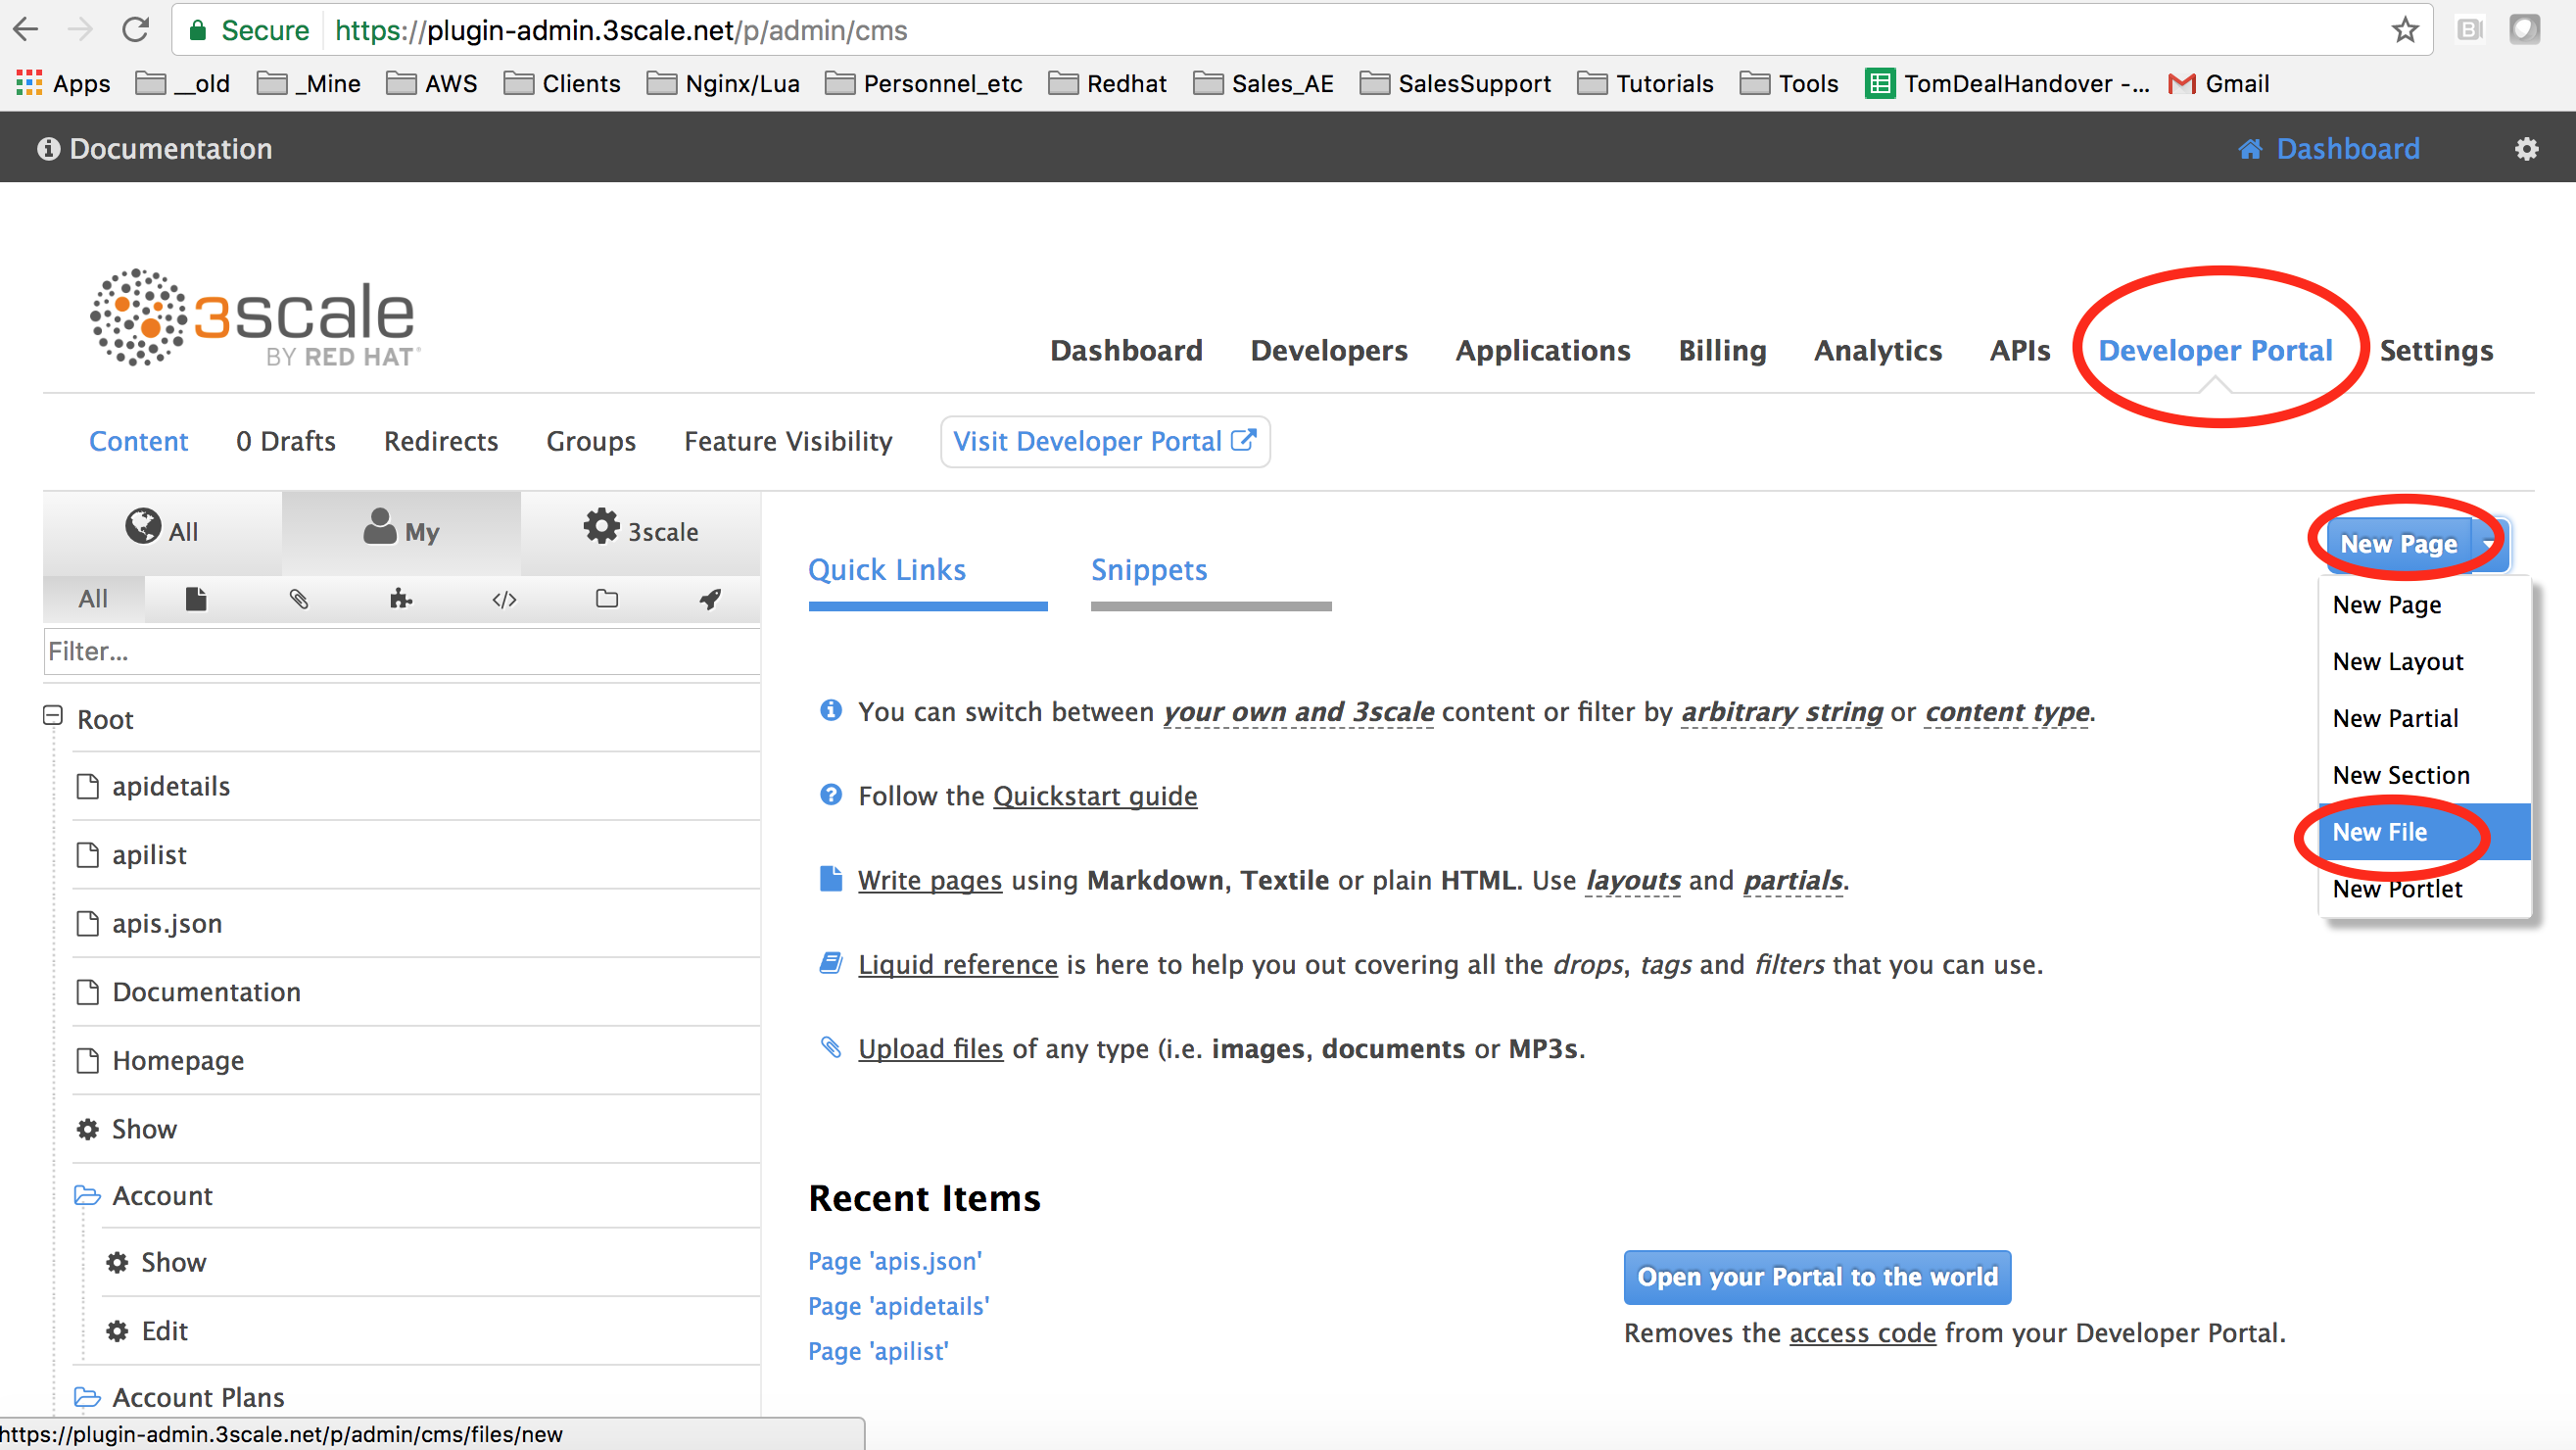 Secure https://plugin-admin.3scale.net/p/admin/cms
Apps __old _Mine AWS Clients Nginx/Lua Personnel_etc Redhat Sales_AE SalesSupport Tutorials Tools TomDealHandover -... Gmail
Documentation Dashboard
3scale
BY RED HAT
Dashboard Developers Applications Billing Analytics APIs Developer Portal Settings
Content 0 Drafts Redirects Groups Feature Visibility Visit Developer Portal
All My 3scale
New Page
Quick Links Snippets
All
Filter...
New Page
New Layout
New Partial
New Section
New File
New Portlet
Root
apidetails
apilist
apis.json
Documentation
Homepage
Show
Account
Show
Edit
Account Plans
You can switch between your own and 3scale content or filter by arbitrary string or content type.
Follow the Quickstart guide
Write pages using Markdown, Textile or plain HTML. Use layouts and partials.
Liquid reference is here to help you out covering all the drops, tags and filters that you can use.
Upload files of any type (i.e. images, documents or MP3s.
Recent Items
Page 'apis.json'
Page 'apidetails'
Page 'apilist'
Open your Portal to the world
Removes the access code from your Developer Portal.
https://plugin-admin.3scale.net/p/admin/cms/files/new